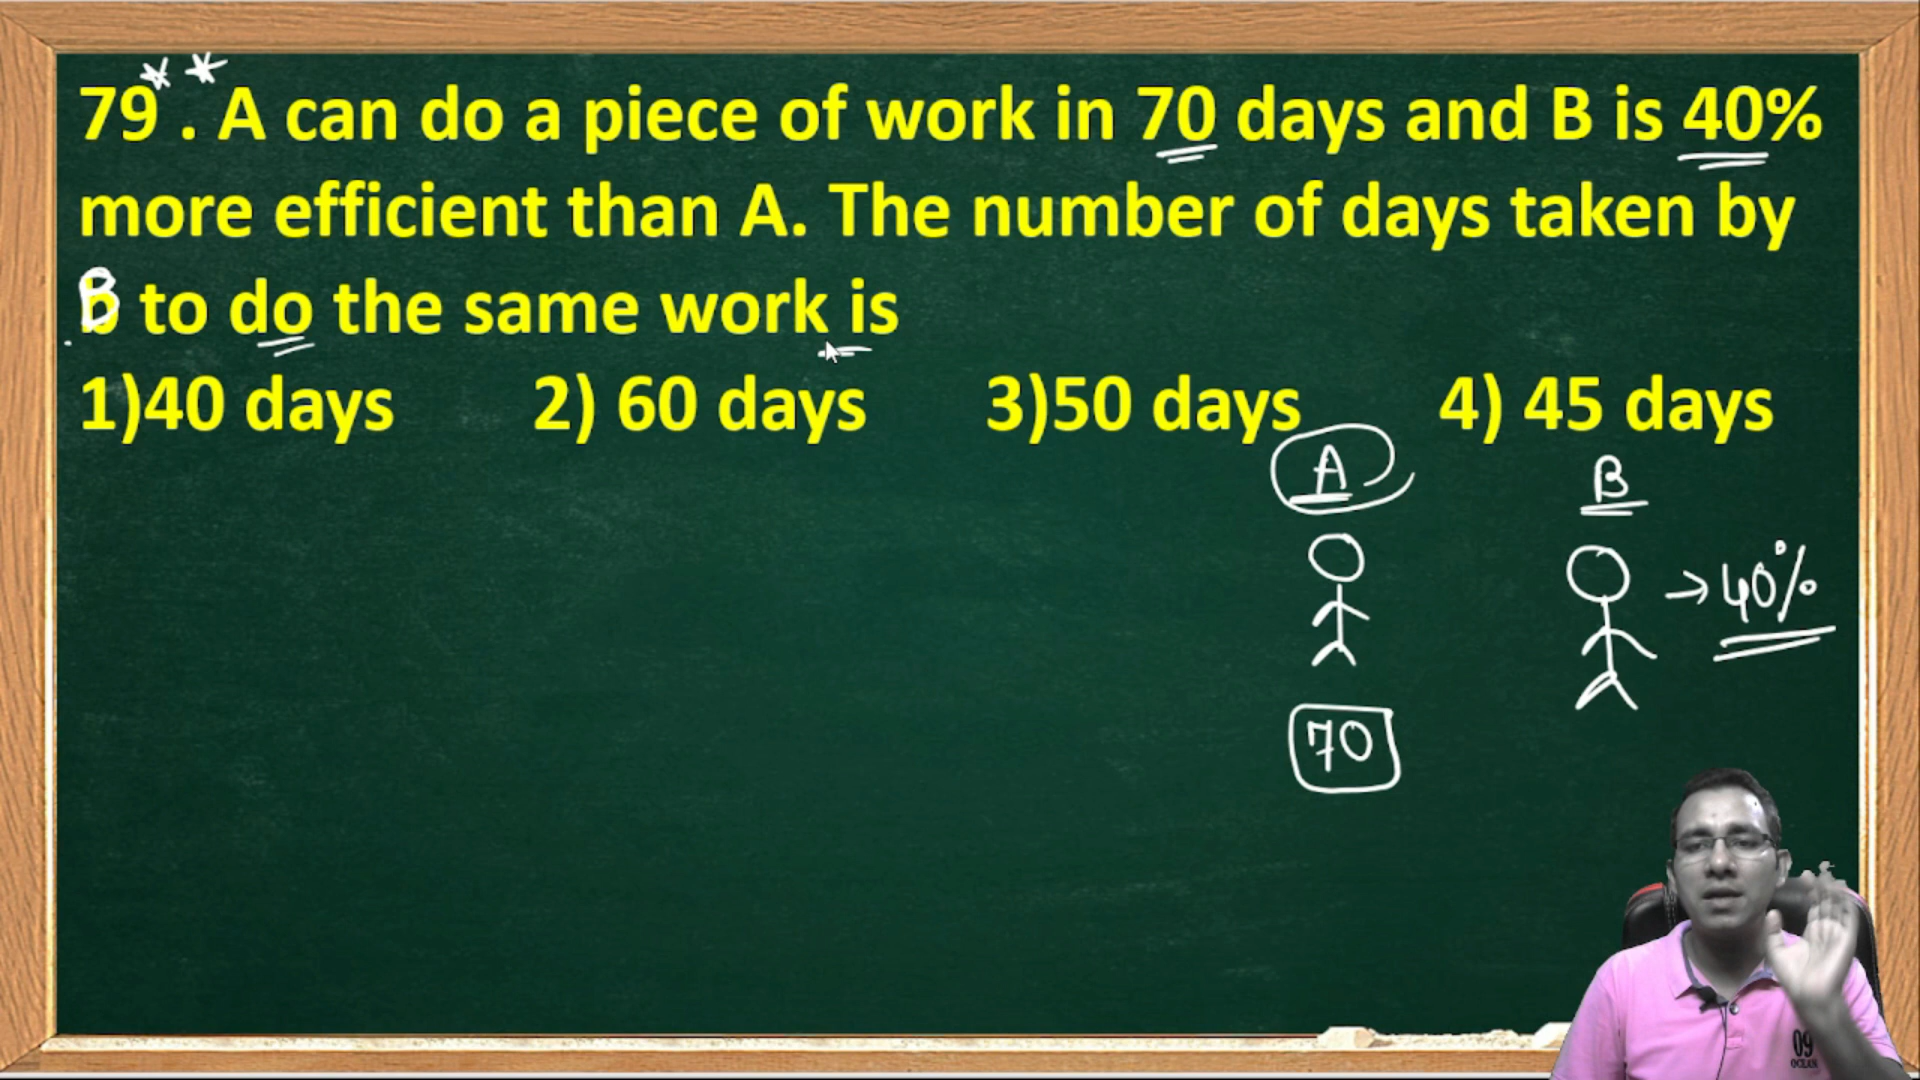 79 . A can do a piece of work in 70 days and B is 40%
more efficient than A. The number of days taken by
B to do the same work is
1)40 days 2) 60 days 3)50 days 4) 45 days
A B
→ 40%
70
09
OCEAN